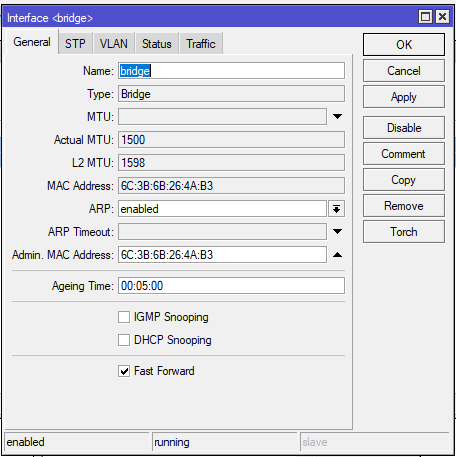 Interface <bridge>
General STP VLAN Status Traffic
OK
Name: bridge
Cancel
Type: Bridge
Apply
MTU:
Disable
Actual MTU: 1500
Comment
L2 MTU: 1598
Copy
MAC Address: 6C:3B:6B:26:4A:B3
Remove
ARP: enabled
Torch
ARP Timeout:
Admin. MAC Address: 6C:3B:6B:26:4A:B3
Ageing Time: 00:05:00
IGMP Snooping
DHCP Snooping
Fast Forward
enabled running slave